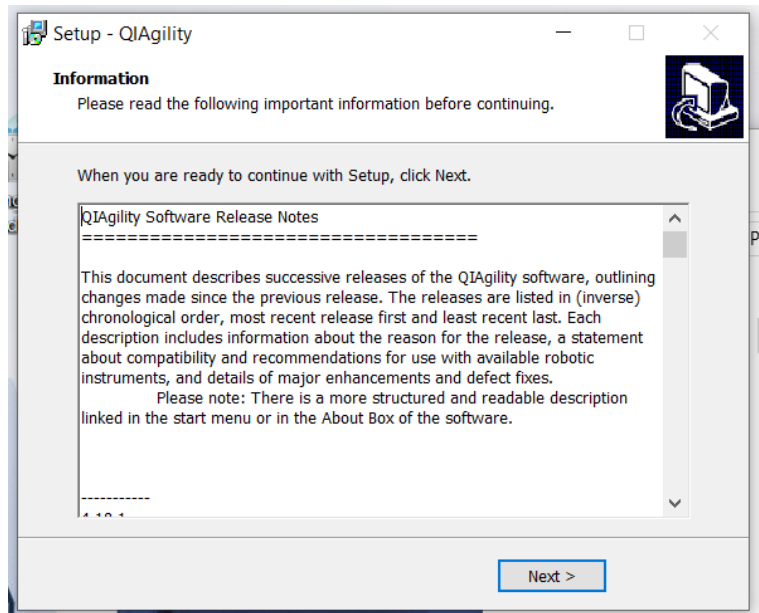 Setup - QIAgility
Information
Please read the following important information before continuing.
When you are ready to continue with Setup, click Next.
QIAgility Software Release Notes
===================================
This document describes successive releases of the QIAgility software, outlining
changes made since the previous release. The releases are listed in (inverse)
chronological order, most recent release first and least recent last. Each
description includes information about the reason for the release, a statement
about compatibility and recommendations for use with available robotic
instruments, and details of major enhancements and defect fixes.
Please note: There is a more structured and readable description
linked in the start menu or in the About Box of the software.
-----------
Next >